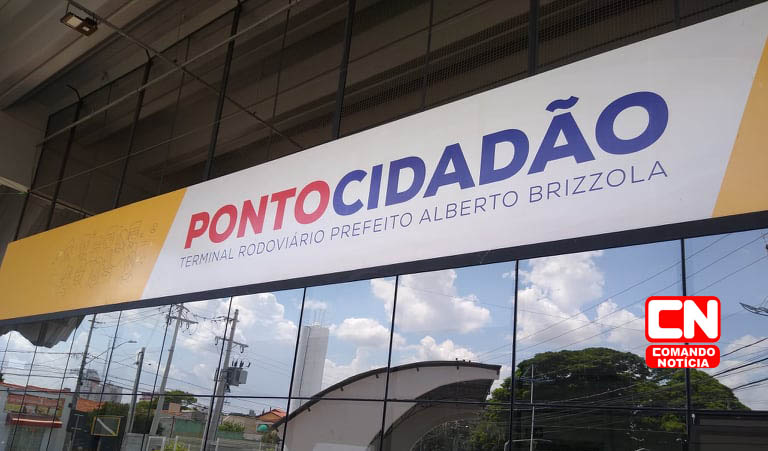 PONTOCIDADÃO
TERMINAL RODOVIÁRIO PREFEITO ALBERTO BRIZZOLA
CN
COMANDO
NOTÍCIA